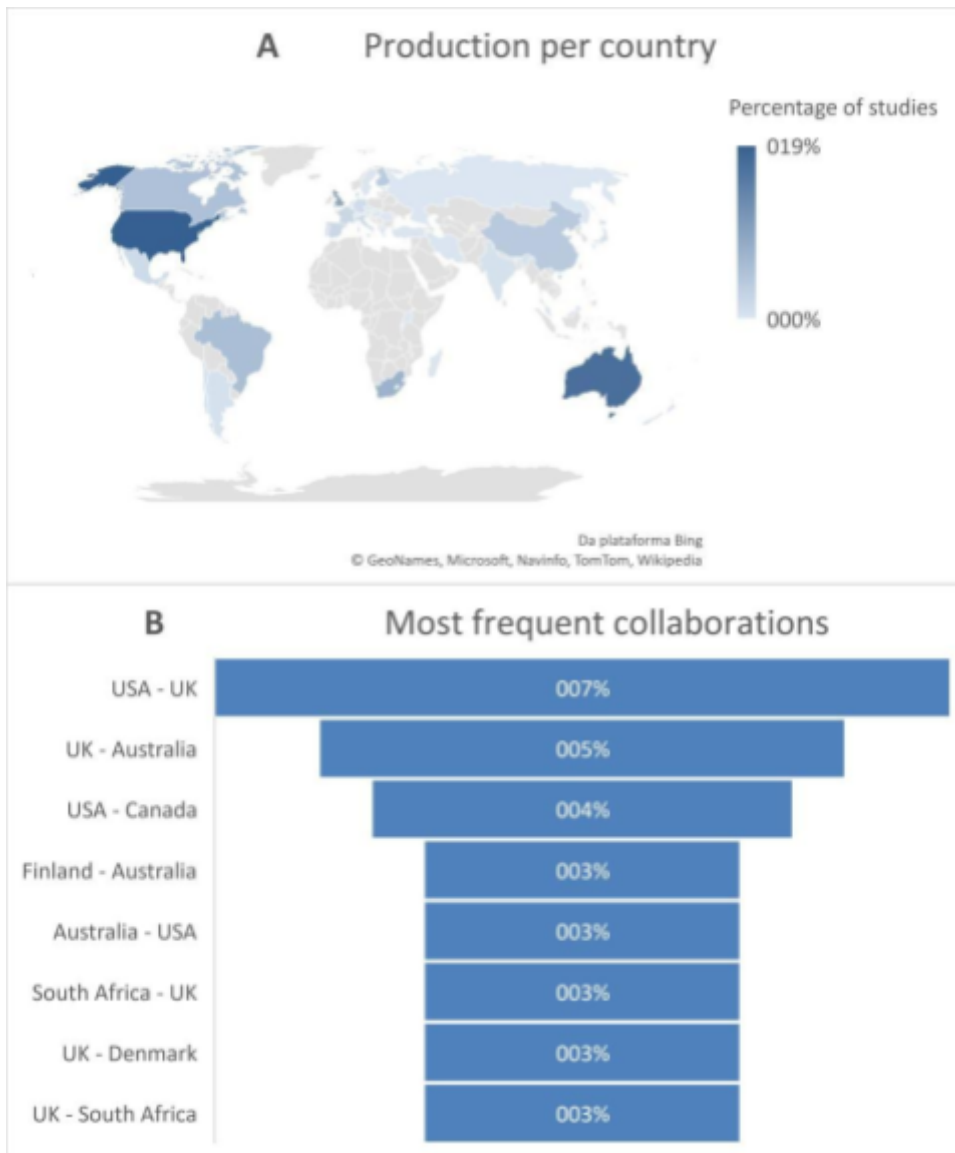 A Production per country
Percentage of studies
019%
000%
Da plataforma Bing
© GeoNames, Microsoft, Navinfo, TomTom, Wikipedia
B Most frequent collaborations
USA - UK 007%
UK - Australia 005%
USA - Canada 004%
Finland - Australia 003%
Australia - USA 003%
South Africa - UK 003%
UK - Denmark 003%
UK - South Africa 003%